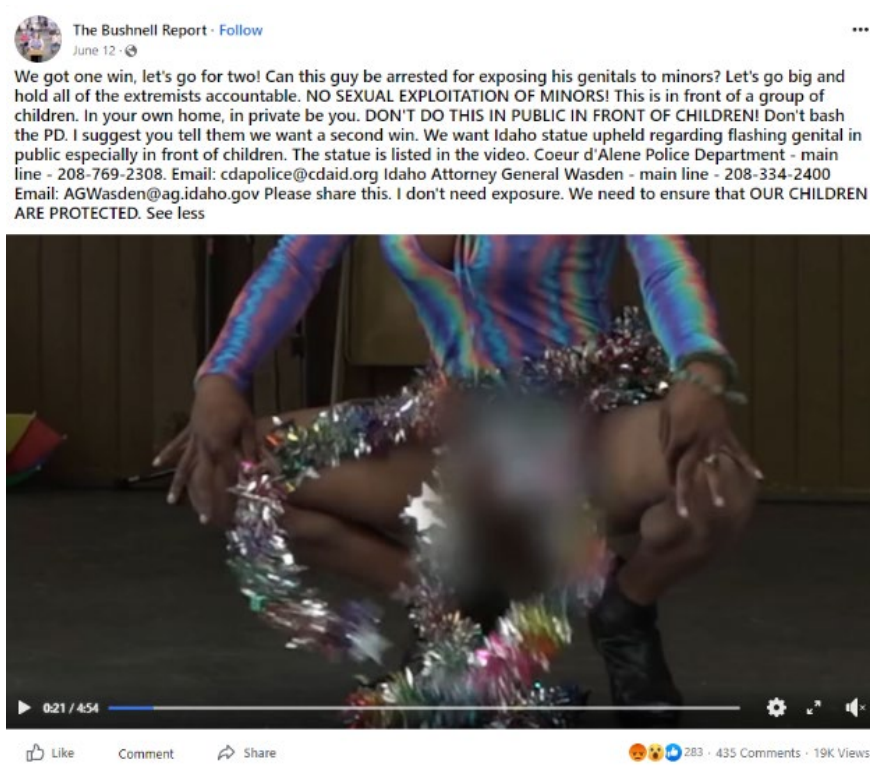 The Bushnell Report · Follow
June 12 ·
We got one win, let's go for two! Can this guy be arrested for exposing his genitals to minors? Let's go big and
hold all of the extremists accountable. NO SEXUAL EXPLOITATION OF MINORS! This is in front of a group of
children. In your own home, in private be you. DON'T DO THIS IN PUBLIC IN FRONT OF CHILDREN! Don't bash
the PD. I suggest you tell them we want a second win. We want Idaho statue upheld regarding flashing genital in
public especially in front of children. The statue is listed in the video. Coeur d'Alene Police Department - main
line - 208-769-2308. Email: cdapolice@cdaid.org Idaho Attorney General Wasden - main line - 208-334-2400
Email: AGWasden@ag.idaho.gov Please share this. I don't need exposure. We need to ensure that OUR CHILDREN
ARE PROTECTED. See less
0:21 / 4:54
Like Comment Share 283 · 435 Comments · 19K Views